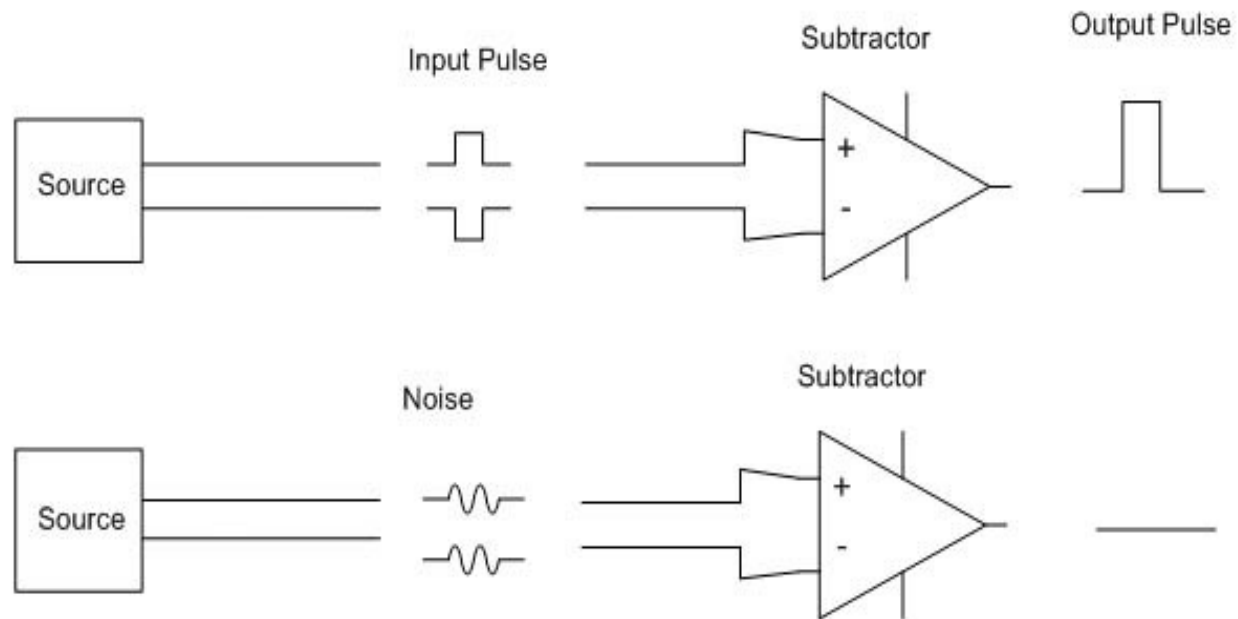 Output Pulse
Subtractor
Input Pulse
Source
+
-
Subtractor
Noise
Source
+
-